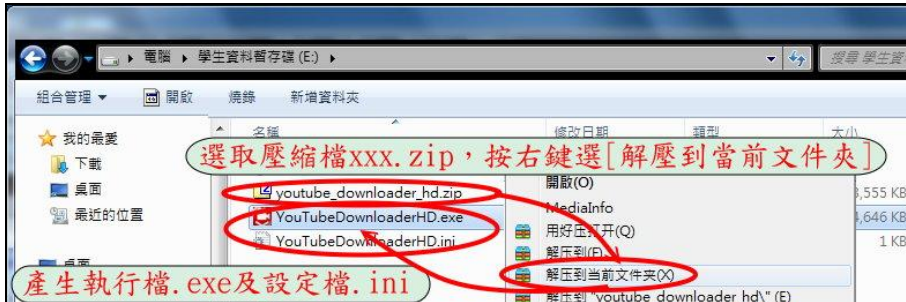 電腦 ▸ 學生資料暫存碟 (E:) ▸
搜尋 學生資
組合管理 ▼ 開啟 燒錄 新增資料夾
我的最愛
下載
桌面
最近的位置
桌面
名稱 修改日期 類型 大小
選取壓缩檔xxx.zip，按右鍵選[解壓到當前文件夾]
youtube_downloader_hd.zip
YouTubeDownloaderHD.exe
YouTubeDownloaderHD.ini
開啟(O)
MediaInfo
用好压打开(Q)
解压到(F)
解压到当前文件夹(X)
解压到 "youtube_downloader_hd\" (E)
,555 KB
,646 KB
1 KB
產生執行檔.exe及設定檔.ini